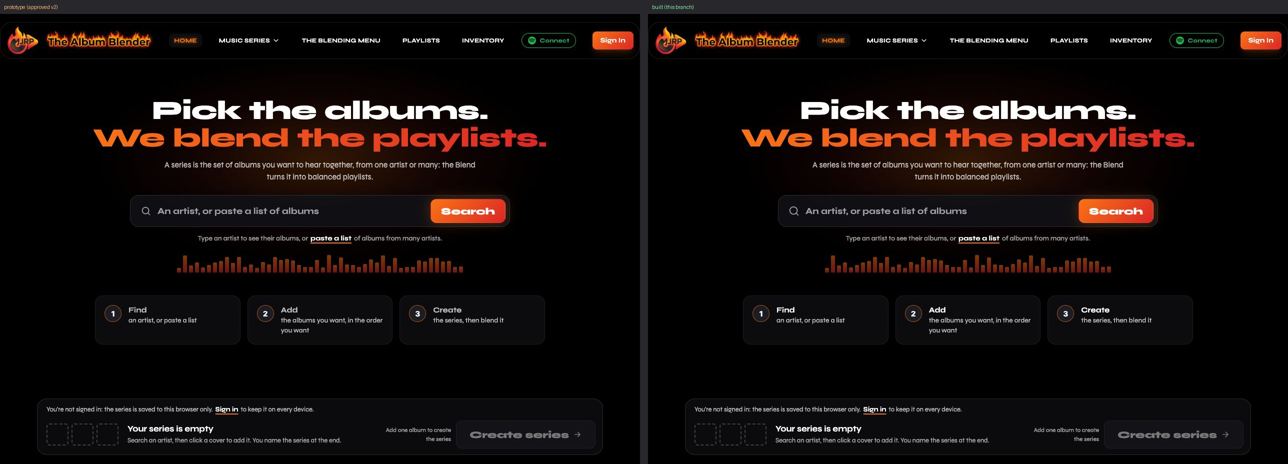 prototype (approved v2)
JRP
The Album Blender
HOME
MUSIC SERIES
THE BLENDING MENU
PLAYLISTS
INVENTORY
Connect
Sign In
Pick the albums.
We blend the playlists.
A series is the set of albums you want to hear together, from one artist or many: the Blend
turns it into balanced playlists.
An artist, or paste a list of albums
Search
Type an artist to see their albums, or paste a list of albums from many artists.
1
Find
an artist, or paste a list
2
Add
the albums you want, in the order
you want
3
Create
the series, then blend it
You're not signed in: the series is saved to this browser only. Sign in to keep it on every device.
Your series is empty
Search an artist, then click a cover to add it. You name the series at the end.
Add one album to create
the series
Create series →
built (this branch)
JRP
The Album Blender
HOME
MUSIC SERIES
THE BLENDING MENU
PLAYLISTS
INVENTORY
Connect
Sign In
Pick the albums.
We blend the playlists.
A series is the set of albums you want to hear together, from one artist or many: the Blend
turns it into balanced playlists.
An artist, or paste a list of albums
Search
Type an artist to see their albums, or paste a list of albums from many artists.
1
Find
an artist, or paste a list
2
Add
the albums you want, in the order
you want
3
Create
the series, then blend it
You're not signed in: the series is saved to this browser only. Sign in to keep it on every device.
Your series is empty
Search an artist, then click a cover to add it. You name the series at the end.
Add one album to create
the series
Create series →